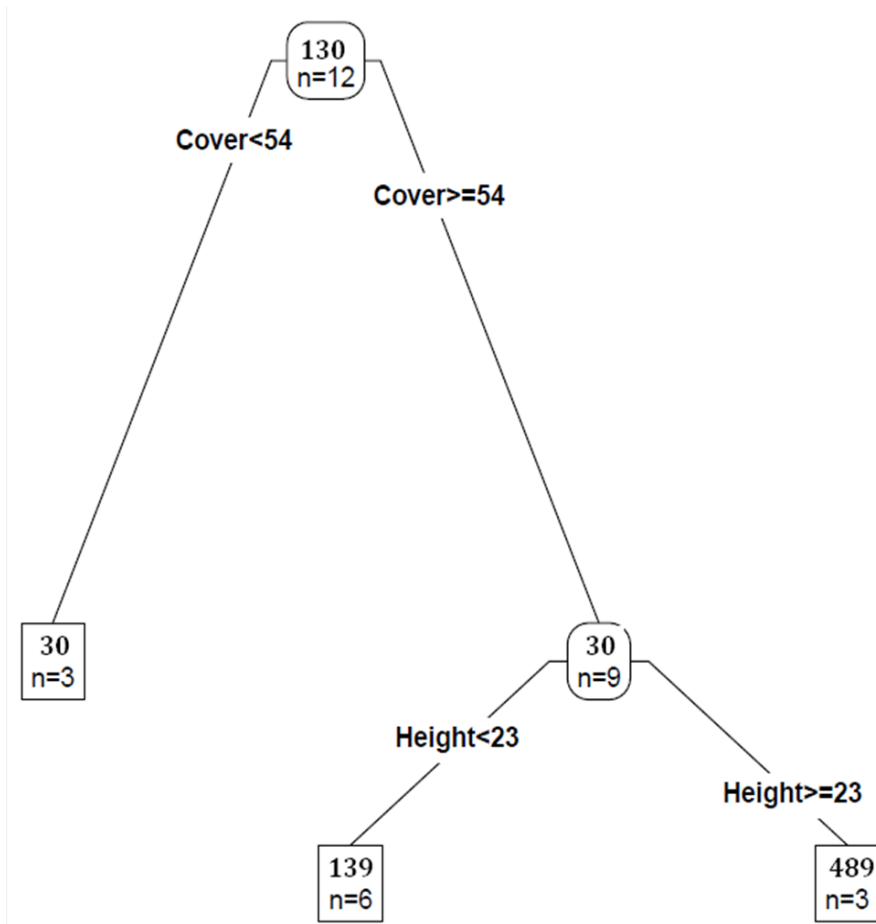 130
n=12
Cover<54
Cover>=54
30
n=3
30
n=9
Height<23
Height>=23
139
n=6
489
n=3